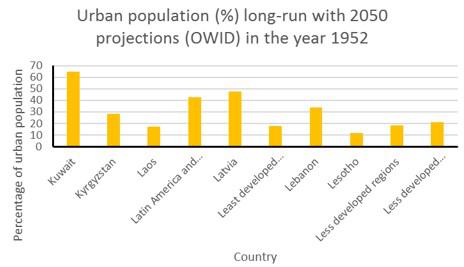 Urban population (%) long-run with 2050
projections (OWID) in the year 1952
Percentage of urban population
70
60
50
40
30
20
10
0
Kuwait
Kyrgyzstan
Laos
Latin America and...
Latvia
Least developed...
Lebanon
Lesotho
Less developed regions
Less developed...
Country